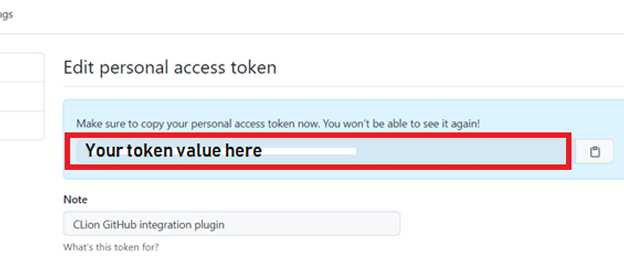 ngs
Edit personal access token
Make sure to copy your personal access token now. You won't be able to see it again!
Your token value here
Note
CLion GitHub integration plugin
What's this token for?